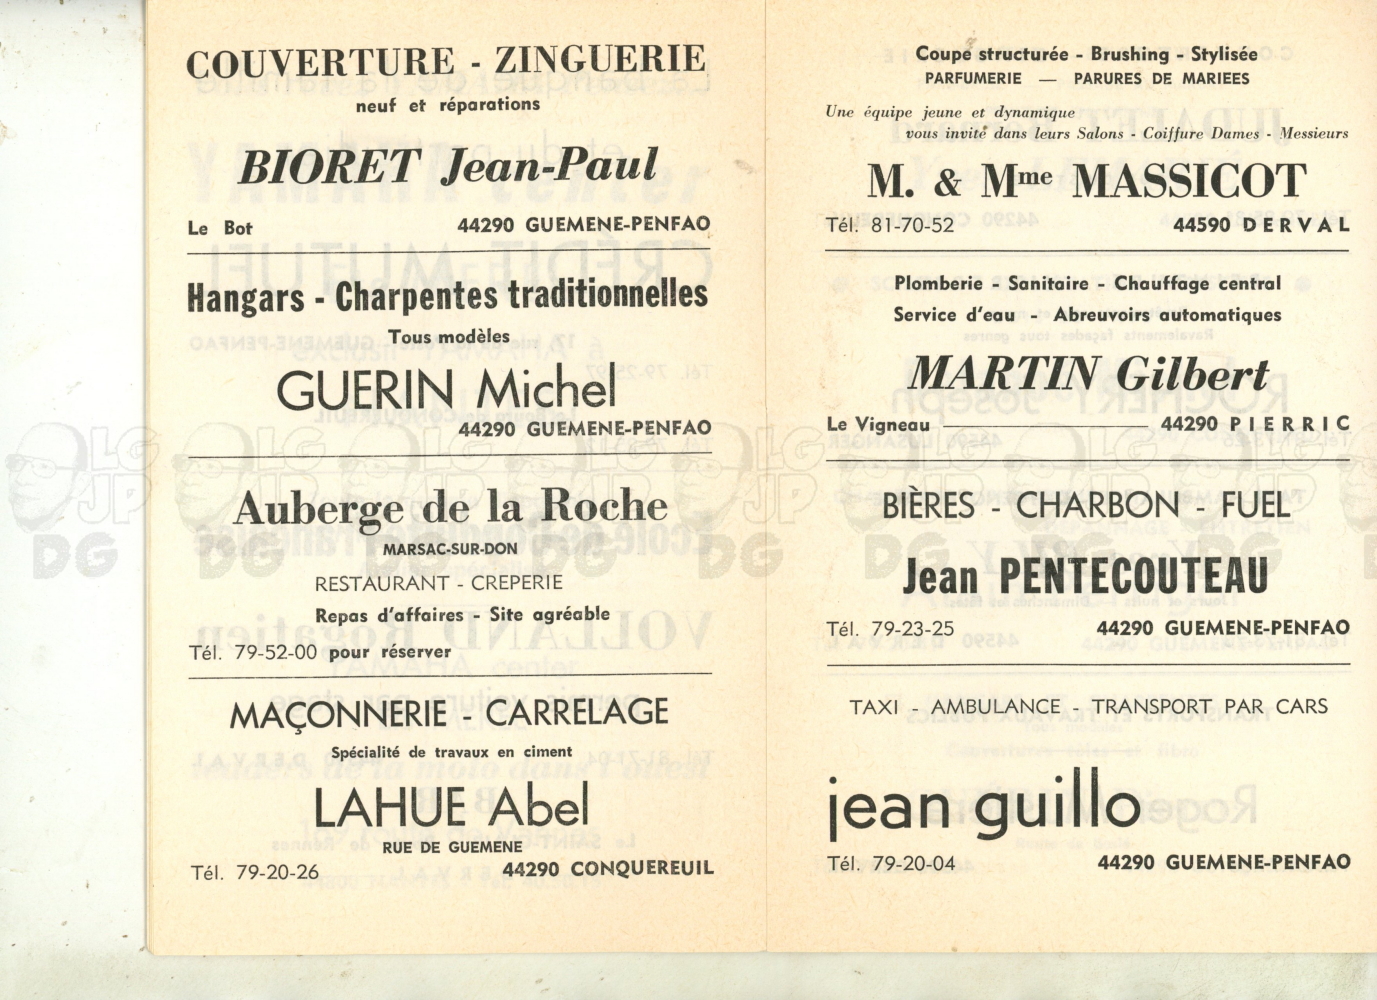 COUVERTURE - ZINGUERIE
neuf et réparations
BIORET Jean-Paul
Le Bot 44290 GUEMENE-PENFAO
Hangars - Charpentes traditionnelles
Tous modèles
GUERIN Michel
44290 GUEMENE-PENFAO
Auberge de la Roche
MARSAC-SUR-DON
RESTAURANT - CREPERIE
Repas d'affaires - Site agréable
Tél. 79-52-00 pour réserver
MAÇONNERIE - CARRELAGE
Spécialité de travaux en ciment
LAHUE Abel
RUE DE GUEMENE
Tél. 79-20-26 44290 CONQUEREUIL
Coupe structurée - Brushing - Stylisée
PARFUMERIE — PARURES DE MARIEES
Une équipe jeune et dynamique
vous invite dans leurs Salons - Coiffure Dames - Messieurs
M. & Mme MASSICOT
Tél. 81-70-52 44590 DERVAL
Plomberie - Sanitaire - Chauffage central
Service d'eau - Abreuvoirs automatiques
MARTIN Gilbert
Le Vigneau 44290 PIERRIC
BIÈRES - CHARBON - FUEL
Jean PENTECOUTEAU
Tél. 79-23-25 44290 GUEMENE-PENFAO
TAXI - AMBULANCE - TRANSPORT PAR CARS
jean guillo
Tél. 79-20-04 44290 GUEMENE-PENFAO
LG JP DG